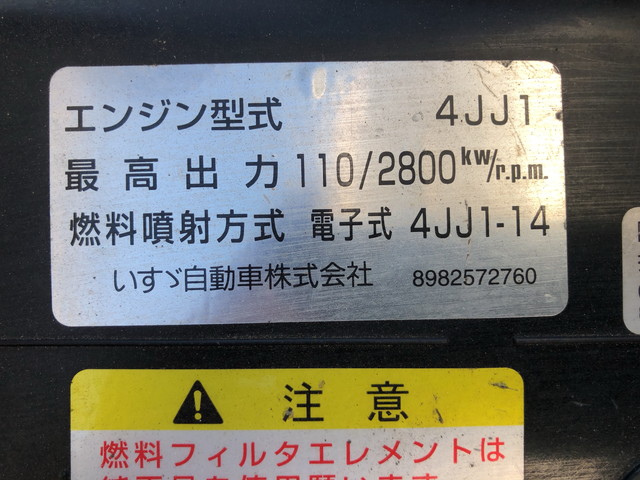 エンジン型式 4JJ1
最高出力 110/2800kw/r.p.m.
燃料噴射方式 電子式 4JJ1-14
いすゞ自動車株式会社 8982572760
注意
燃料フィルタエレメントは